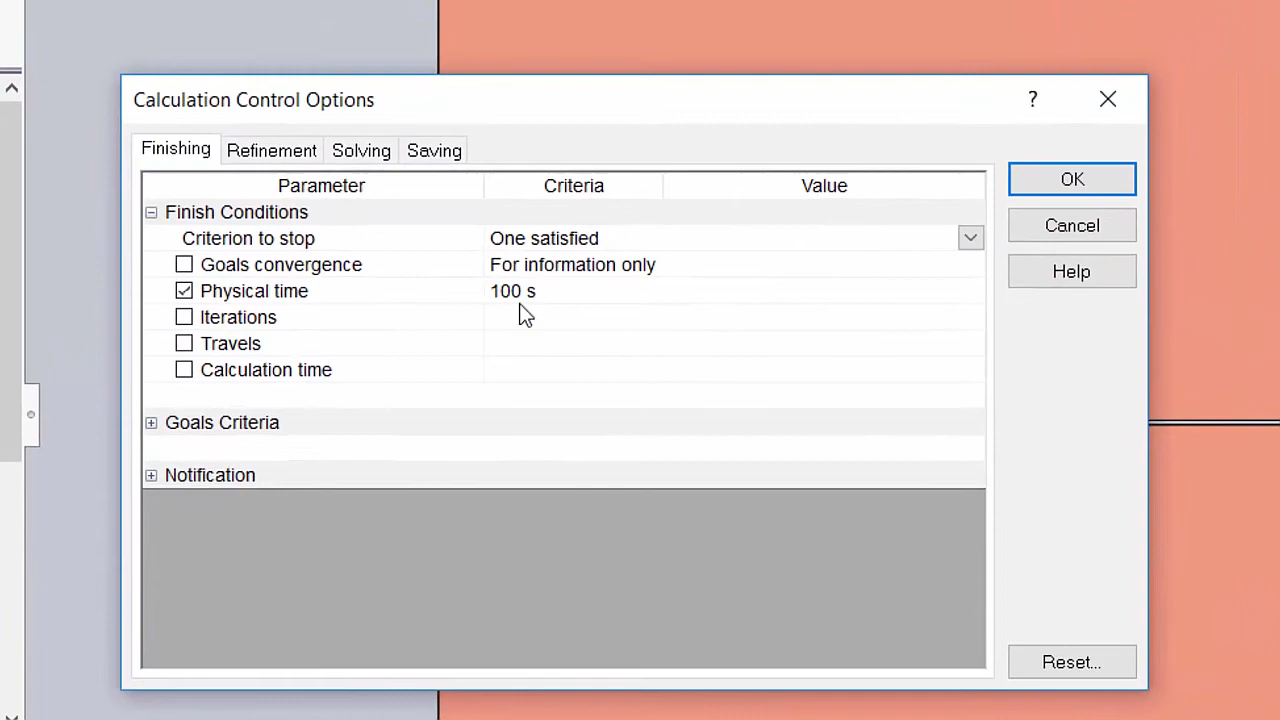 Calculation Control Options
?
Finishing Refinement Solving Saving
Parameter Criteria Value
Finish Conditions
Criterion to stop One satisfied
Goals convergence For information only
Physical time 100 s
Iterations
Travels
Calculation time
Goals Criteria
Notification
OK
Cancel
Help
Reset...